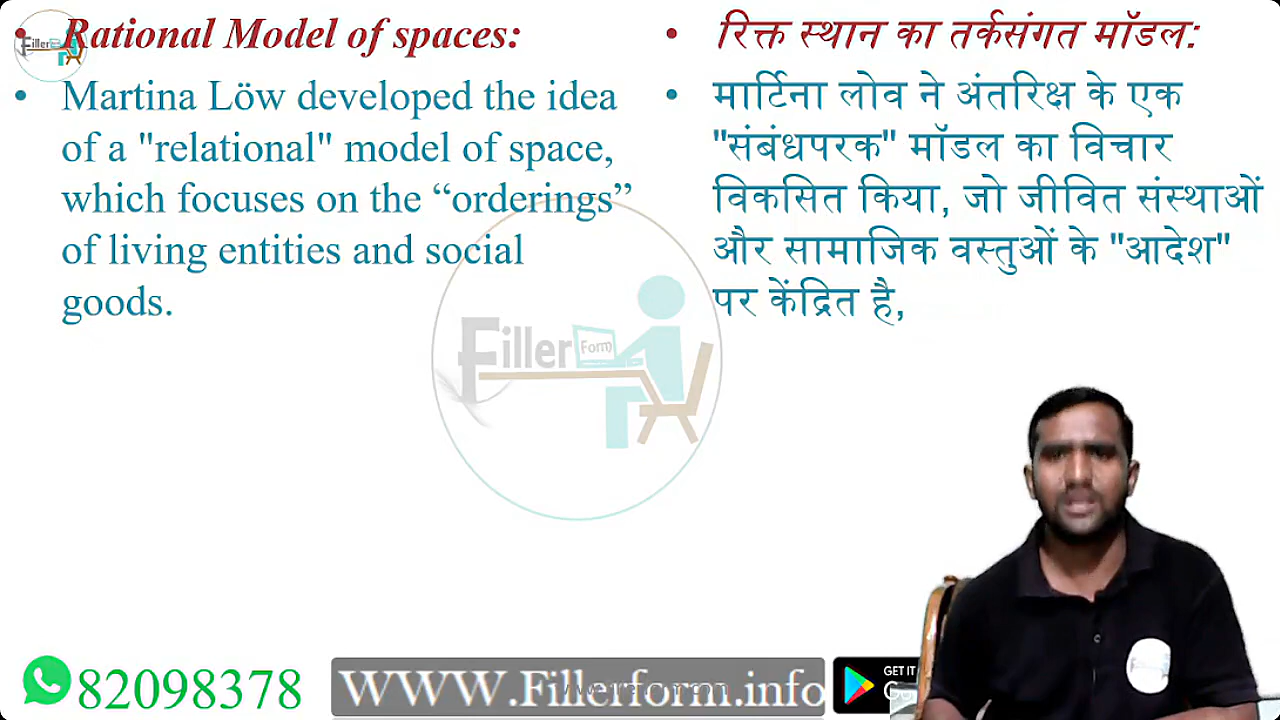 Rational Model of spaces:
Martina Löw developed the idea
of a "relational" model of space,
which focuses on the “orderings”
of living entities and social
goods.
रिक्त स्थान का तर्कसंगत मॉडल:
मार्टिना लोव ने अंतरिक्ष के एक
"संबंधपरक" मॉडल का विचार
विकसित किया, जो जीवित संस्थाओं
और सामाजिक वस्तुओं के "आदेश"
पर केंद्रित है,
Filler Form
82098378
WWW.Fillerform.info
GET IT